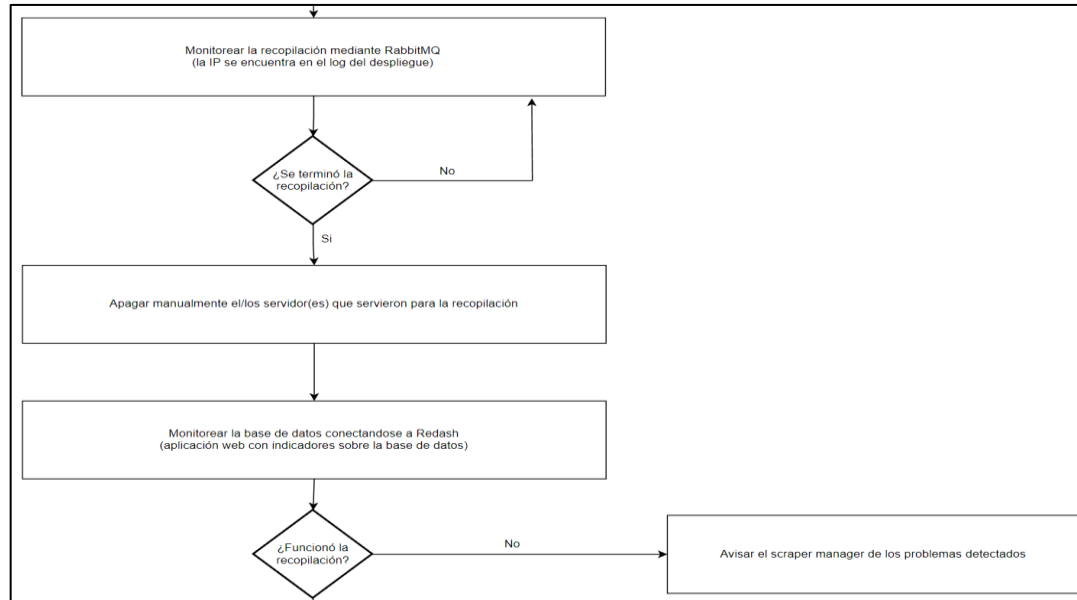 Monitorear la recopilación mediante RabbitMQ
(la IP se encuentra en el log del despliegue)
¿Se terminó la
recopilación?
No
Si
Apagar manualmente el/los servidor(es) que servieron para la recopilación
Monitorear la base de datos conectandose a Redash
(aplicación web con indicadores sobre la base de datos)
¿Funcionó la
recopilación?
No
Avisar el scraper manager de los problemas detectados